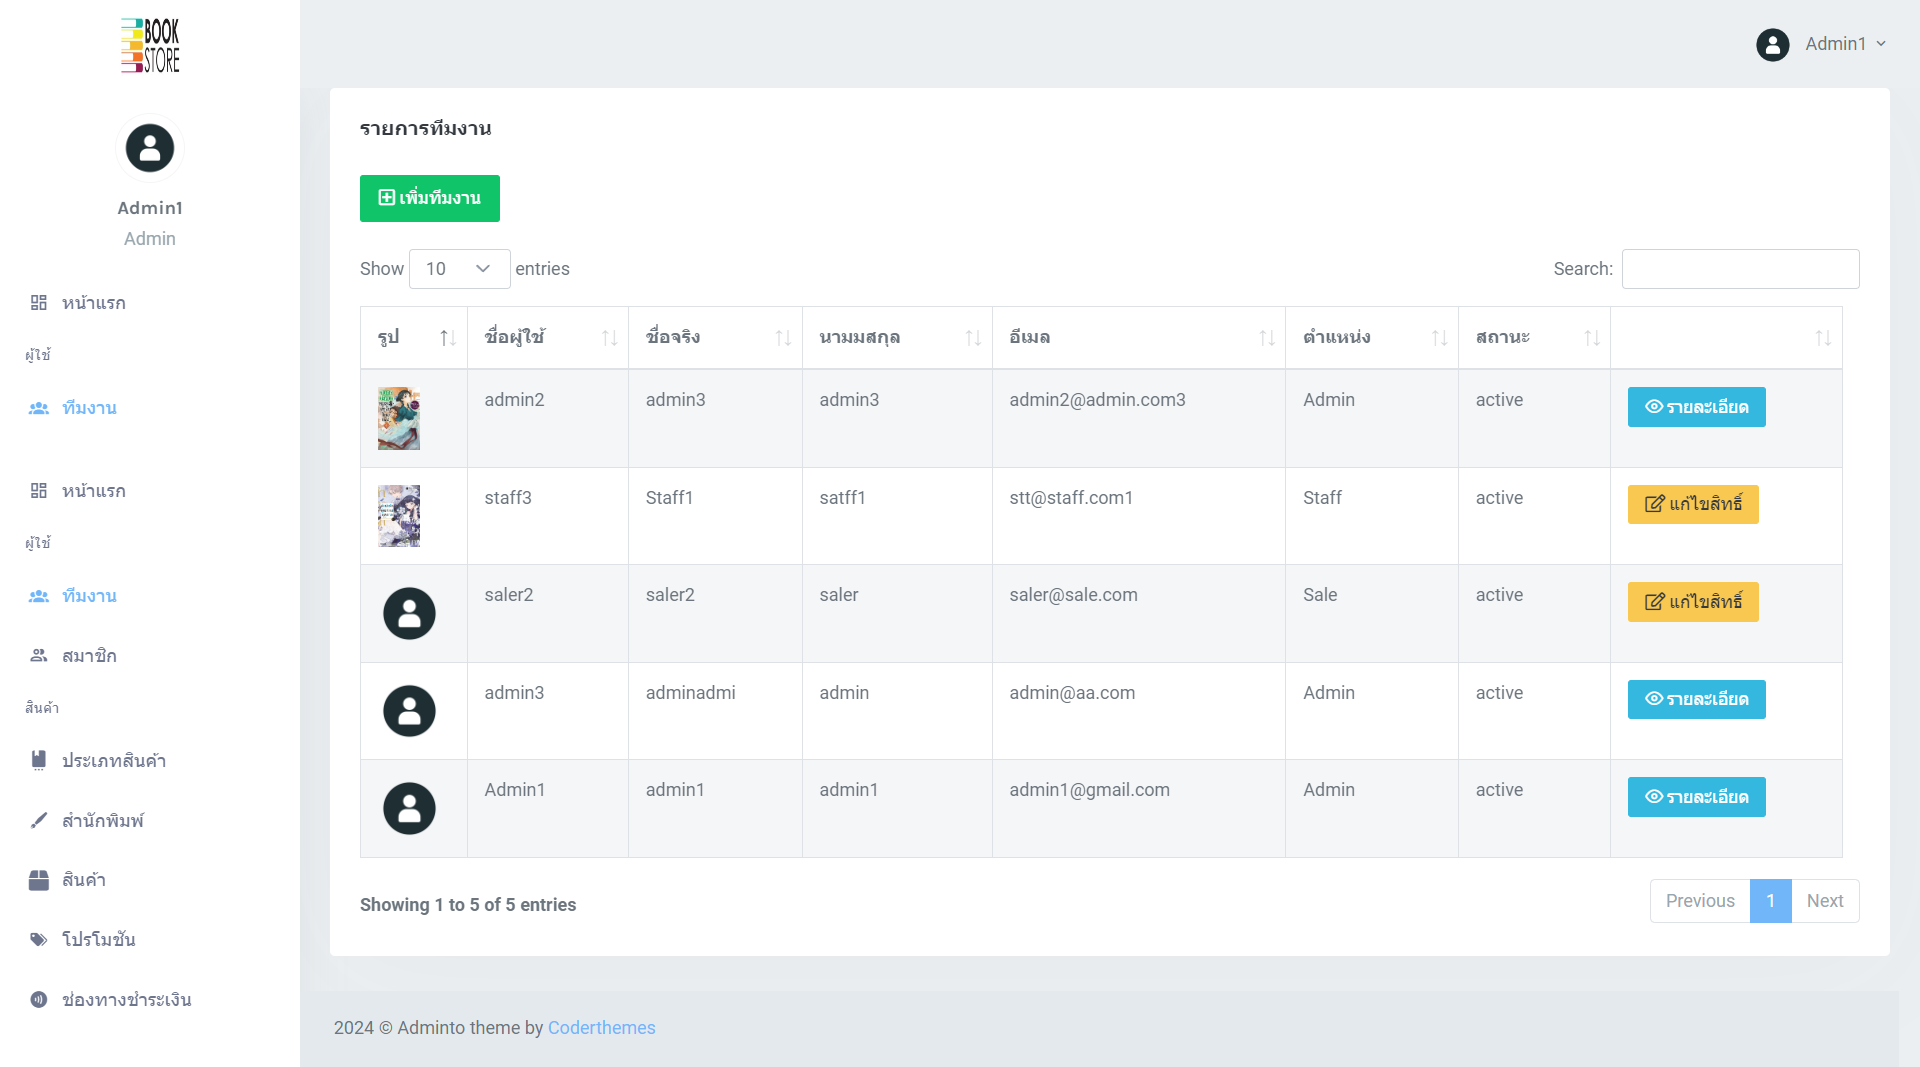 BOOK
STORE
Admin1
Admin1
Admin
หน้าแรก
ผู้ใช้
ทีมงาน
หน้าแรก
ผู้ใช้
ทีมงาน
สมาชิก
สินค้า
ประเภทสินค้า
สำนักพิมพ์
สินค้า
โปรโมชัน
ช่องทางชำระเงิน
รายการทีมงาน
เพิ่มทีมงาน
Show 10 entries
Search:
รูป ชื่อผู้ใช้ ชื่อจริง นามมสกุล อีเมล ตำแหน่ง สถานะ
admin2 admin3 admin3 admin2@admin.com3 Admin active รายละเอียด
staff3 Staff1 satff1 stt@staff.com1 Staff active แก่ไขสิทธิ์
saler2 saler2 saler saler@sale.com Sale active แก่ไขสิทธิ์
admin3 adminadmi admin admin@aa.com Admin active รายละเอียด
Admin1 admin1 admin1 admin1@gmail.com Admin active รายละเอียด
Showing 1 to 5 of 5 entries
Previous 1 Next
2024 © Adminto theme by Coderthemes